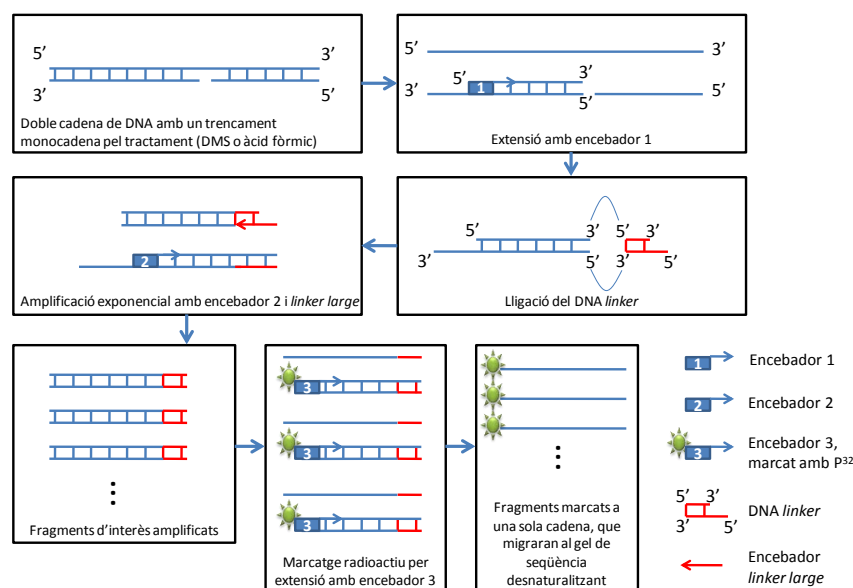 5’ 3’
3’ 5’
Doble cadena de DNA amb un trencament
monocadena pel tractament (DMS o àcid fòrmic)
5’ 3’
5’ 3’
3’ 1 5’ 5’
Extensió amb encebador 1
5’ 3’ 5’ 3’
3’ 5’ 3’ 5’
Lligació del DNA linker
2
Amplificació exponencial amb encebador 2 i linker large
Fragments d’interès amplificats
3
3
3
Marcatge radioactiu per
extensió amb encebador 3
Fragments marcats a
una sola cadena, que
migraran al gel de
seqüència
desnaturalitzant
1 Encebador 1
2 Encebador 2
3 Encebador 3,
marcat amb P32
5’ 3’
3’ 5’
DNA linker
Encebador
linker large